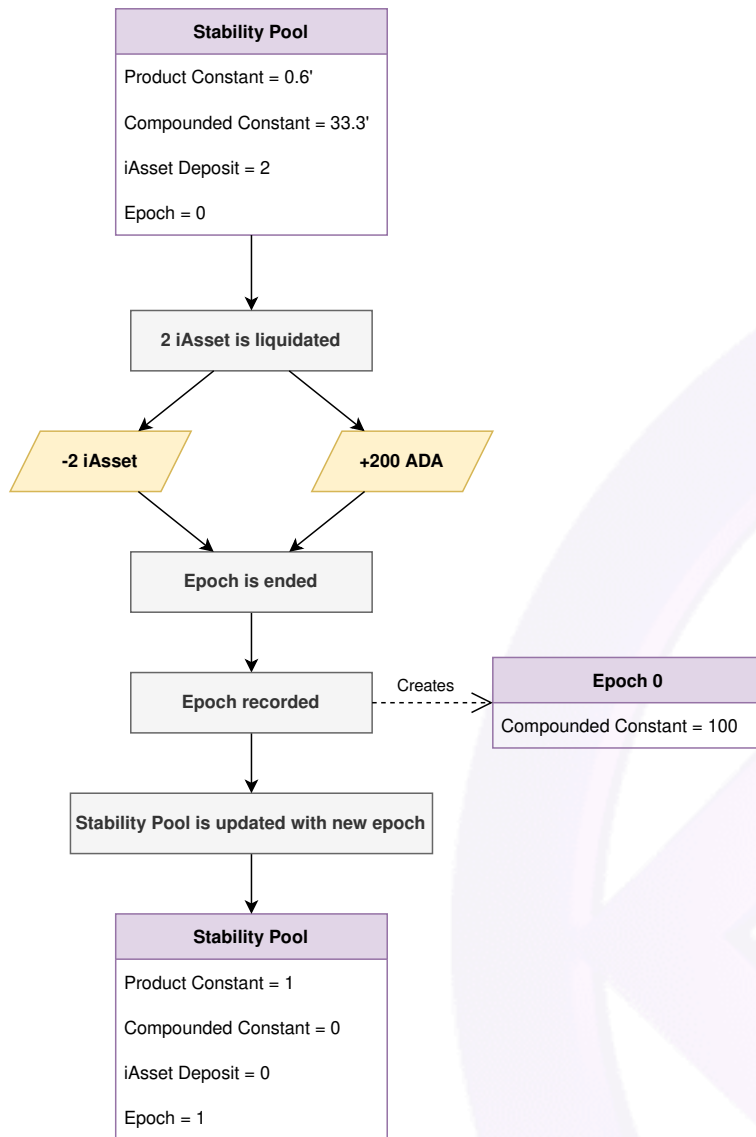 Stability Pool
Product Constant = 0.6'
Compounded Constant = 33.3'
iAsset Deposit = 2
Epoch = 0
2 iAsset is liquidated
-2 iAsset
+200 ADA
Epoch is ended
Epoch recorded
Creates
Epoch 0
Compounded Constant = 100
Stability Pool is updated with new epoch
Stability Pool
Product Constant = 1
Compounded Constant = 0
iAsset Deposit = 0
Epoch = 1